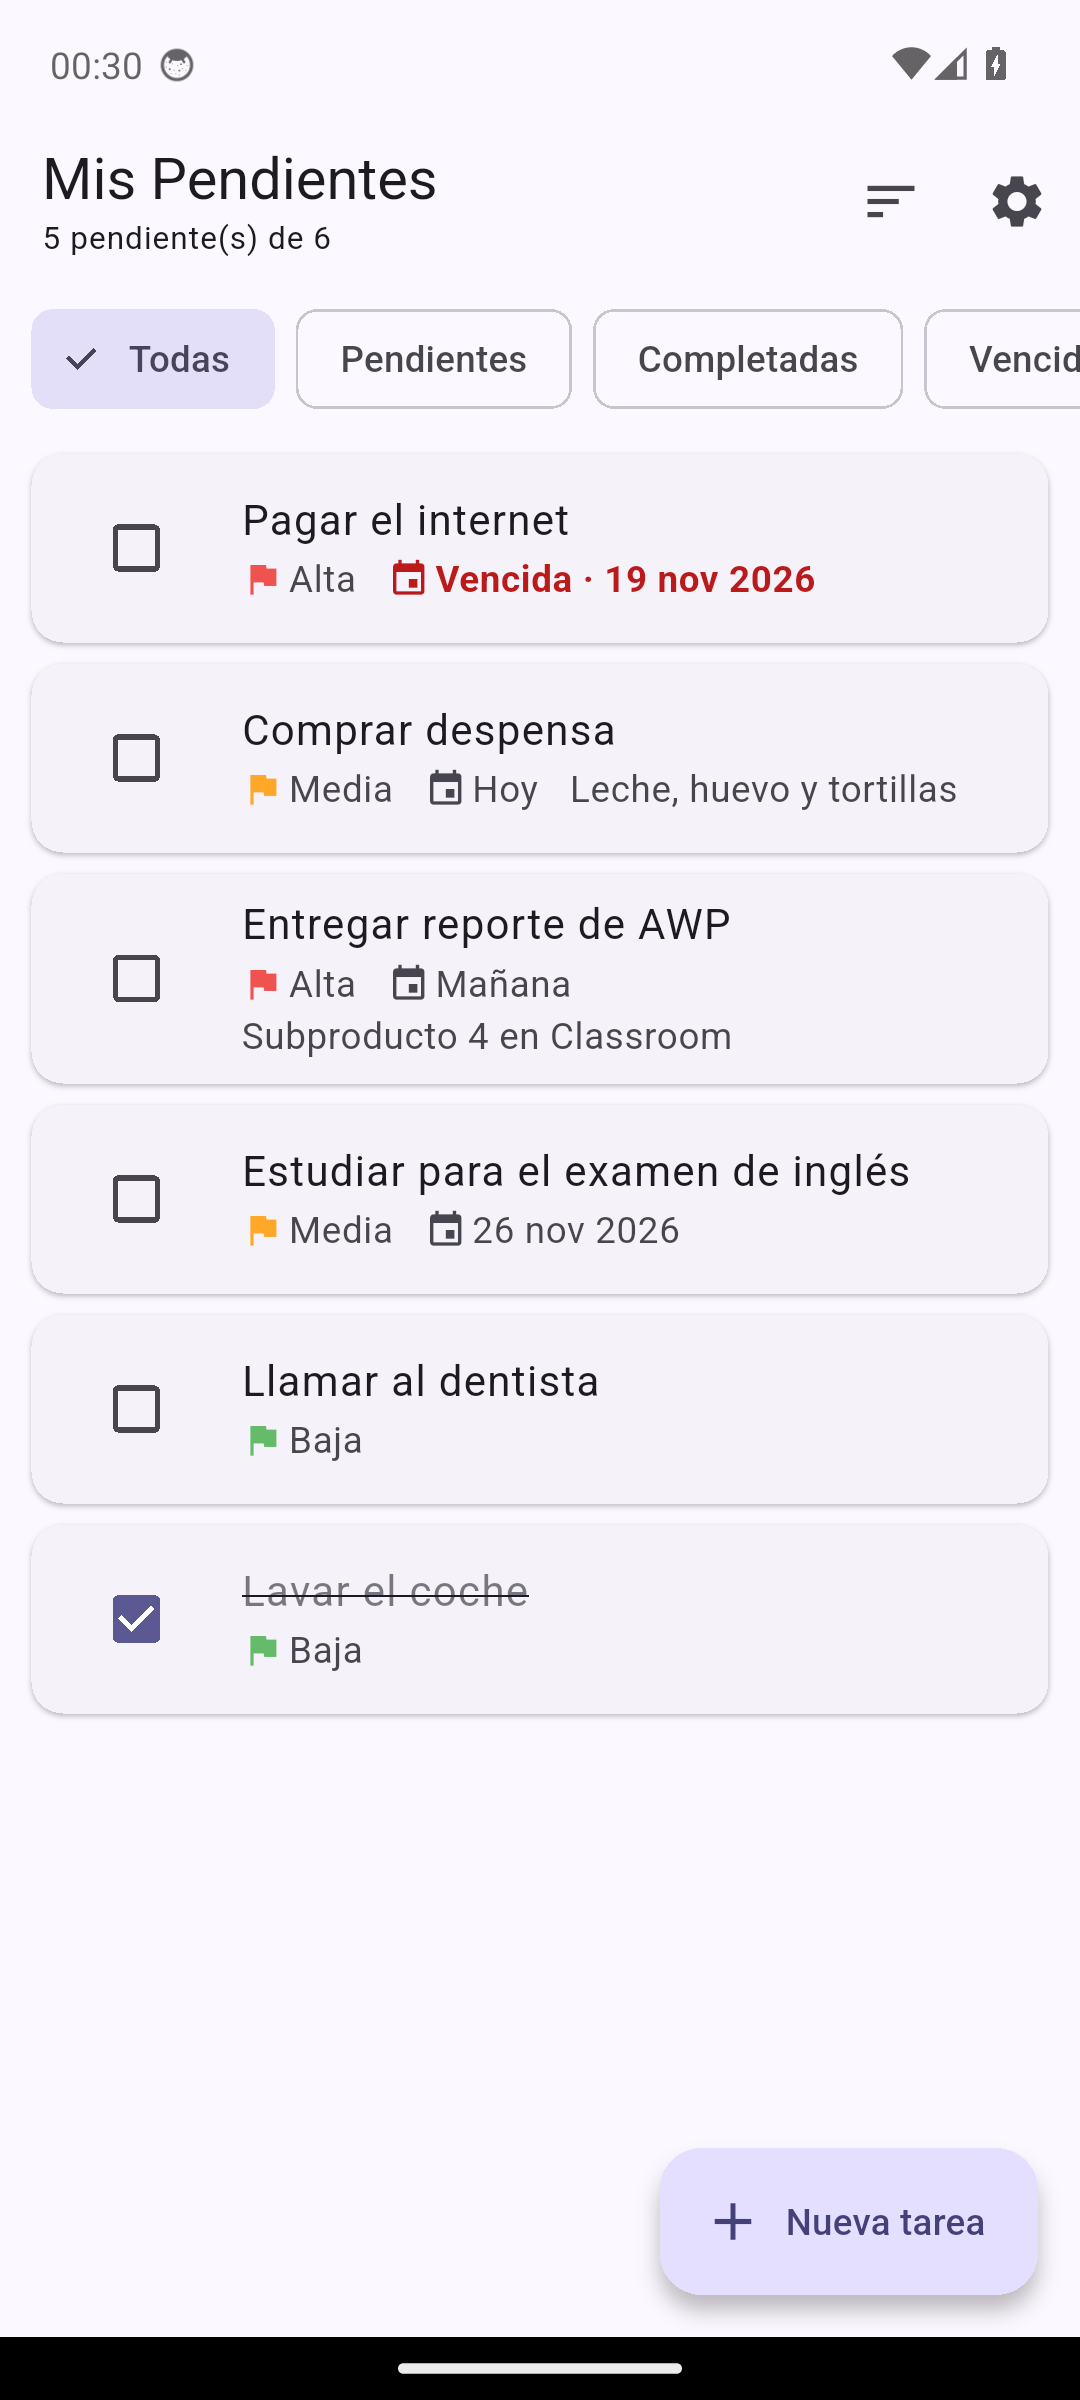 00:30
Mis Pendientes
5 pendiente(s) de 6
Todas
Pendientes
Completadas
Vencid
Pagar el internet
Alta
Vencida · 19 nov 2026
Comprar despensa
Media
Hoy
Leche, huevo y tortillas
Entregar reporte de AWP
Alta
Mañana
Subproducto 4 en Classroom
Estudiar para el examen de inglés
Media
26 nov 2026
Llamar al dentista
Baja
Lavar el coche
Baja
Nueva tarea